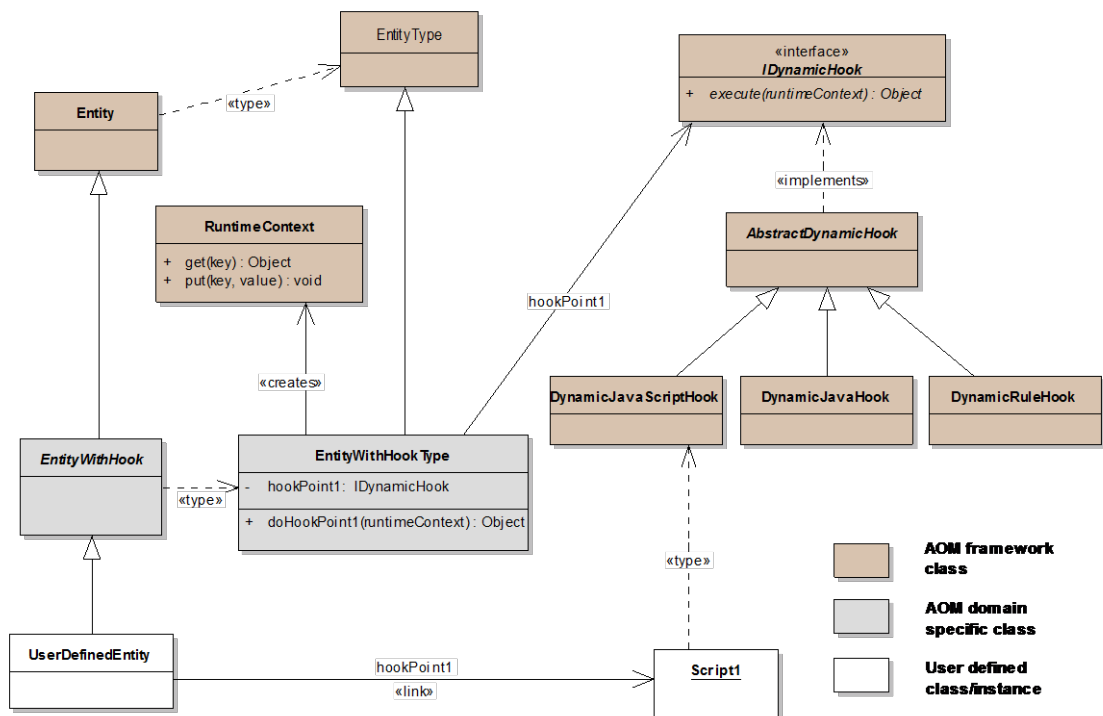 EntityType
«interface»
IDynamicHook
+ execute(runtimeContext) : Object
«type»
Entity
«implements»
RuntimeContext
+ get(key) : Object
+ put(key, value) : void
AbstractDynamicHook
hookPoint1
«creates»
DynamicJavaScriptHook
DynamicJavaHook
DynamicRuleHook
EntityWithHook
«type»
EntityWithHookType
- hookPoint1: IDynamicHook
+ doHookPoint1(runtimeContext) : Object
«type»
AOM framework
class
AOM domain
specific class
UserDefinedEntity
hookPoint1
«link»
Script1
User defined
class/instance